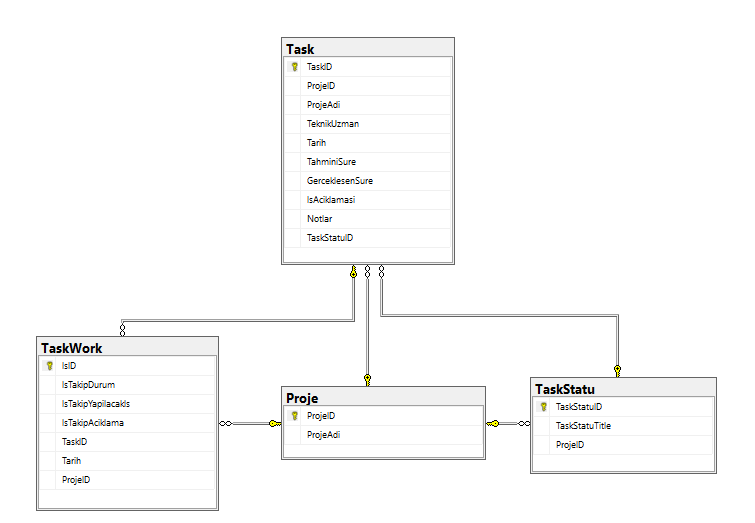 Task
TaskID
ProjeID
ProjeAdi
TeknikUzman
Tarih
TahminiSure
GerceklesenSure
IsAciklamasi
Notlar
TaskStatuID
TaskWork
IsID
IsTakipDurum
IsTakipYapilacakIs
IsTakipAciklama
TaskID
Tarih
ProjeID
Proje
ProjeID
ProjeAdi
TaskStatu
TaskStatuID
TaskStatuTitle
ProjeID